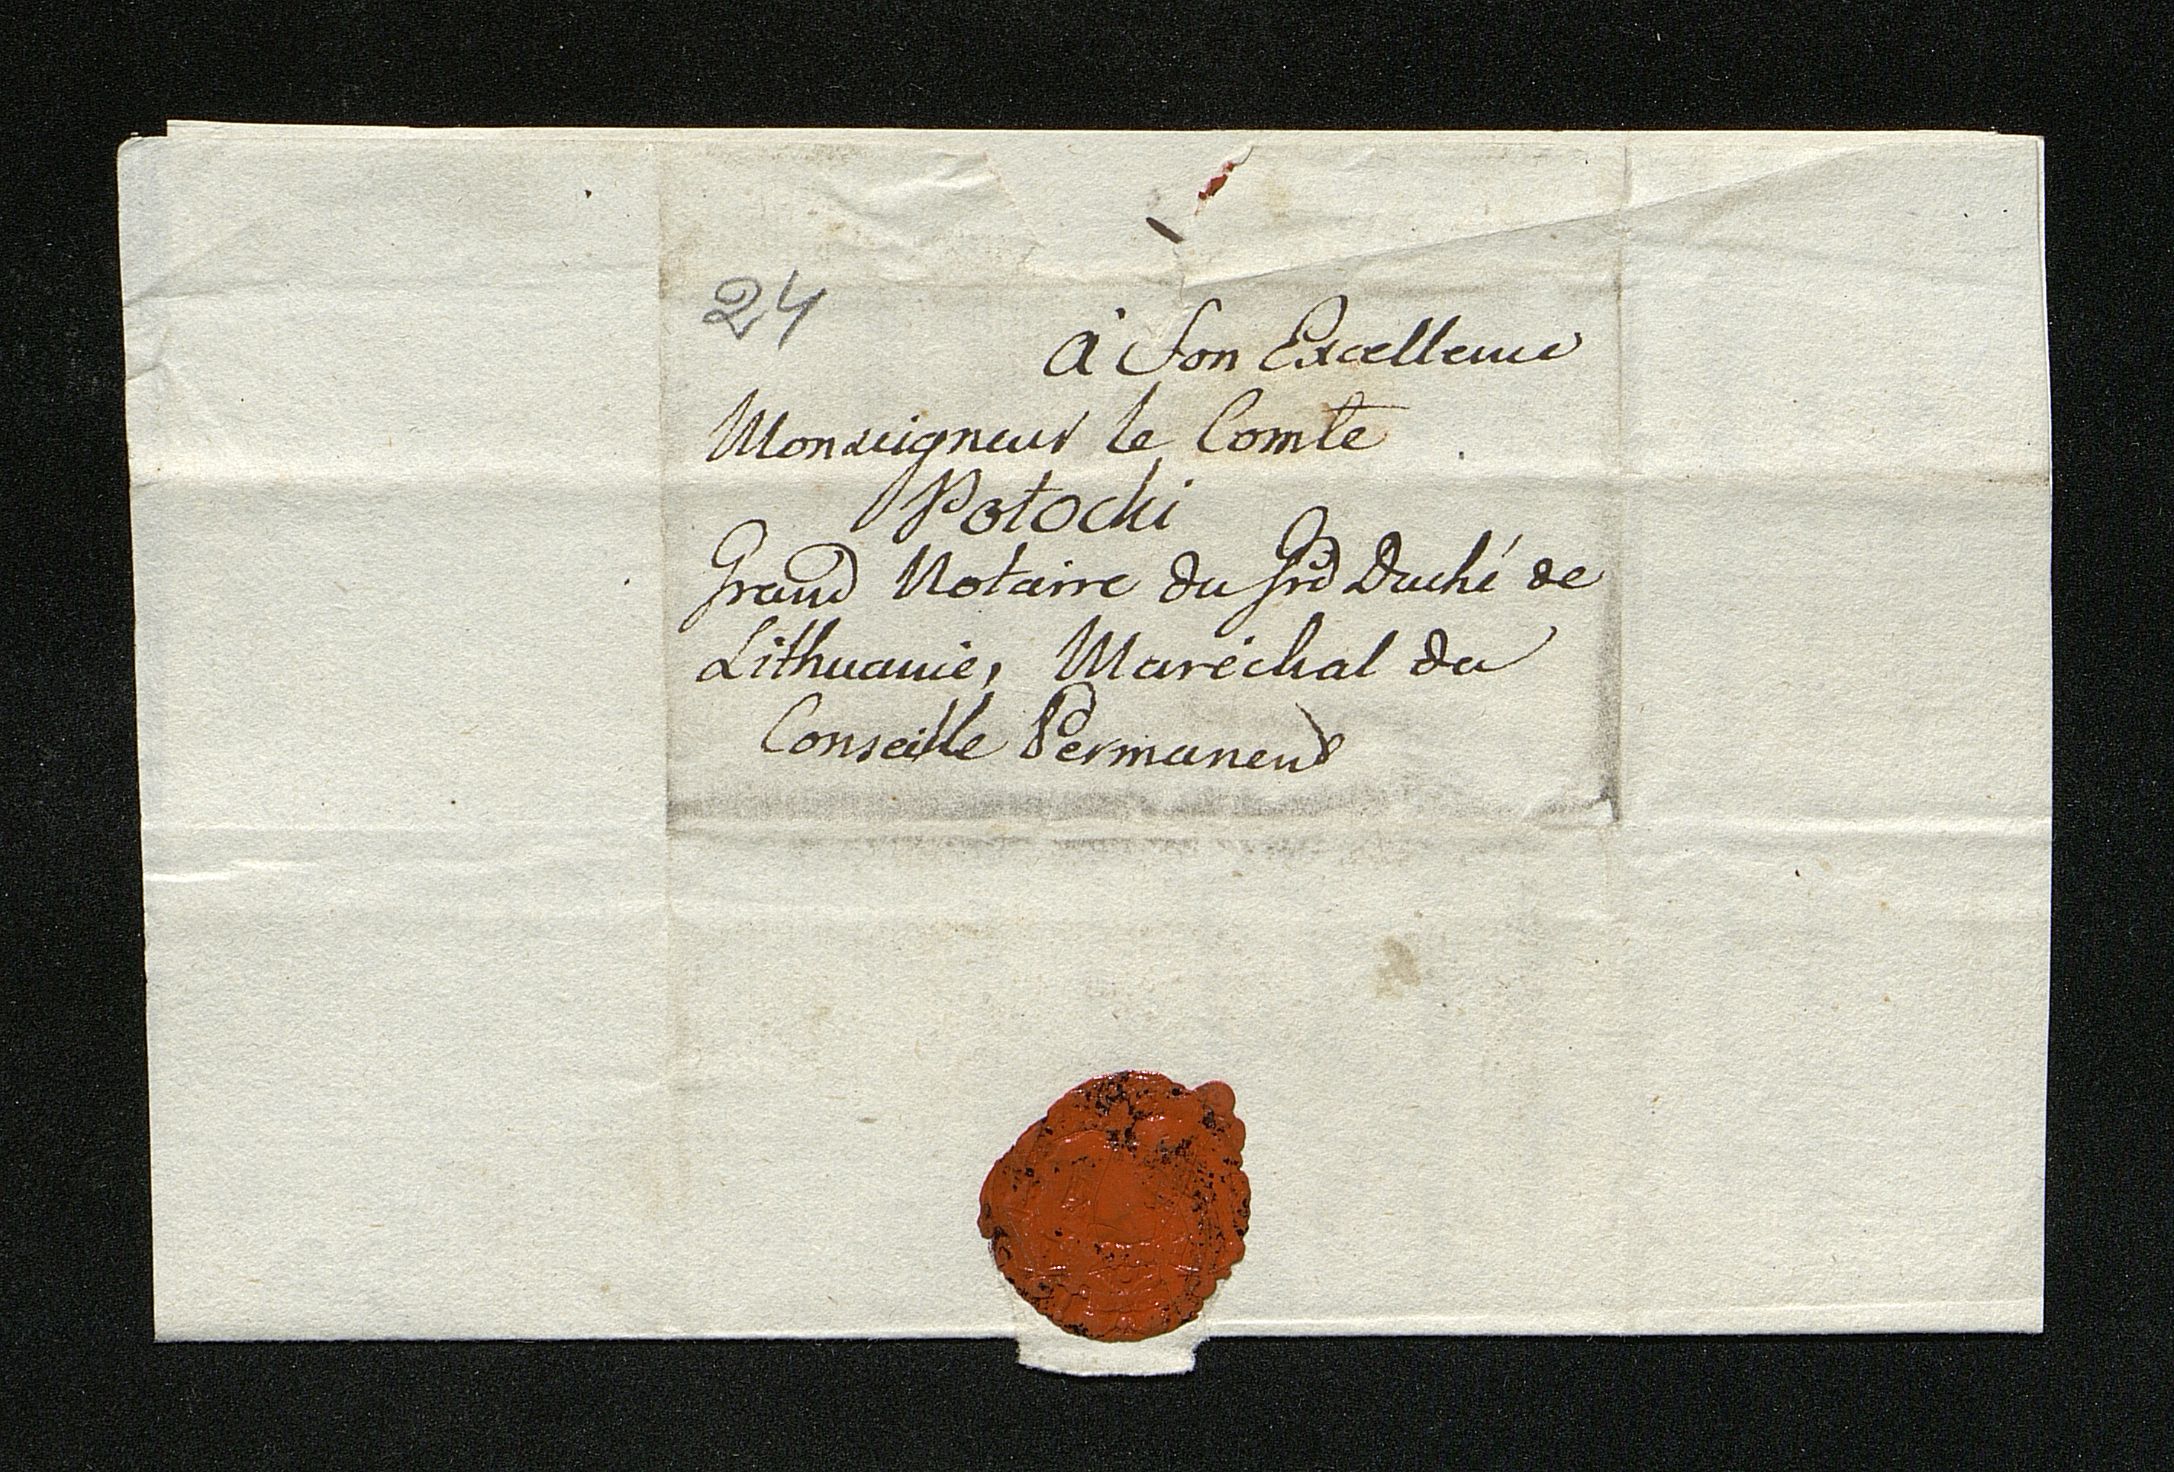 24
à Son Excellence
Monseigneur le Comte
Potocki
Grand Notaire du Grd Duché de
Lithuanie, Maréchal du
Conseille Permanent